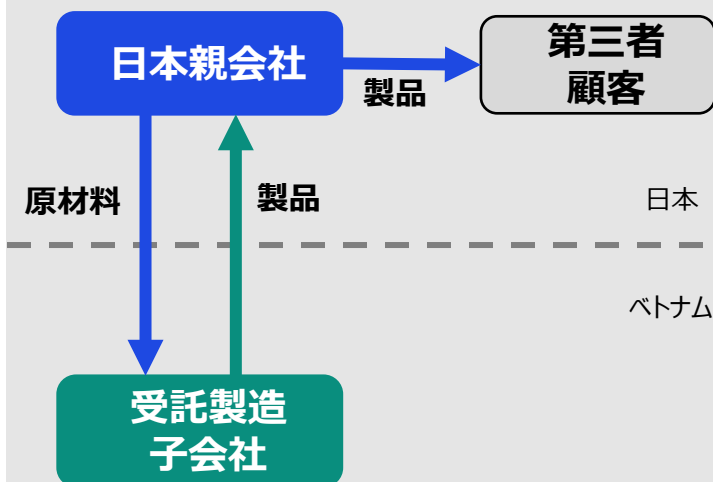 日本親会社
第三者
顧客
製品
原材料
製品
日本
ベトナム
受託製造
子会社